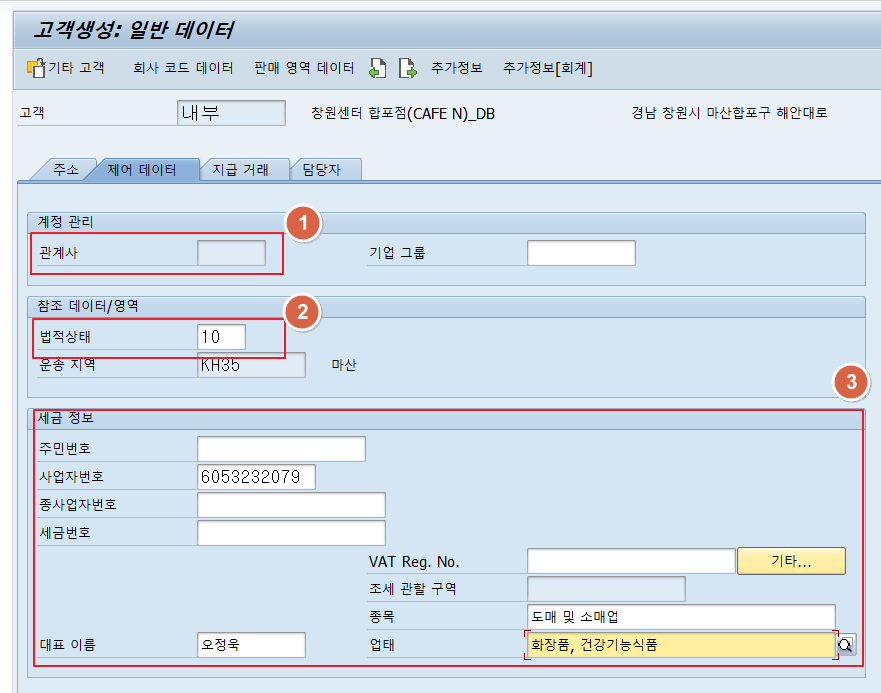 고객생성: 일반 데이터
기타 고객 회사 코드 데이터 판매 영역 데이터 추가정보 추가정보[회계]
고객 내부 창원센터 합포점(CAFE N)_DB 경남 창원시 마산합포구 해안대로
주소 제어 데이터 지급 거래 담당자
계정 관리 1
관계사 기업 그룹
참조 데이터/영역 2
법적상태 10
운송 지역 KH35 마산
3
세금 정보
주민번호
사업자번호 6053232079
종사업자번호
세금번호
VAT Reg. No. 기타...
조세 관할 구역
종목 도매 및 소매업
대표 이름 오정욱 업태 화장품, 건강기능식품